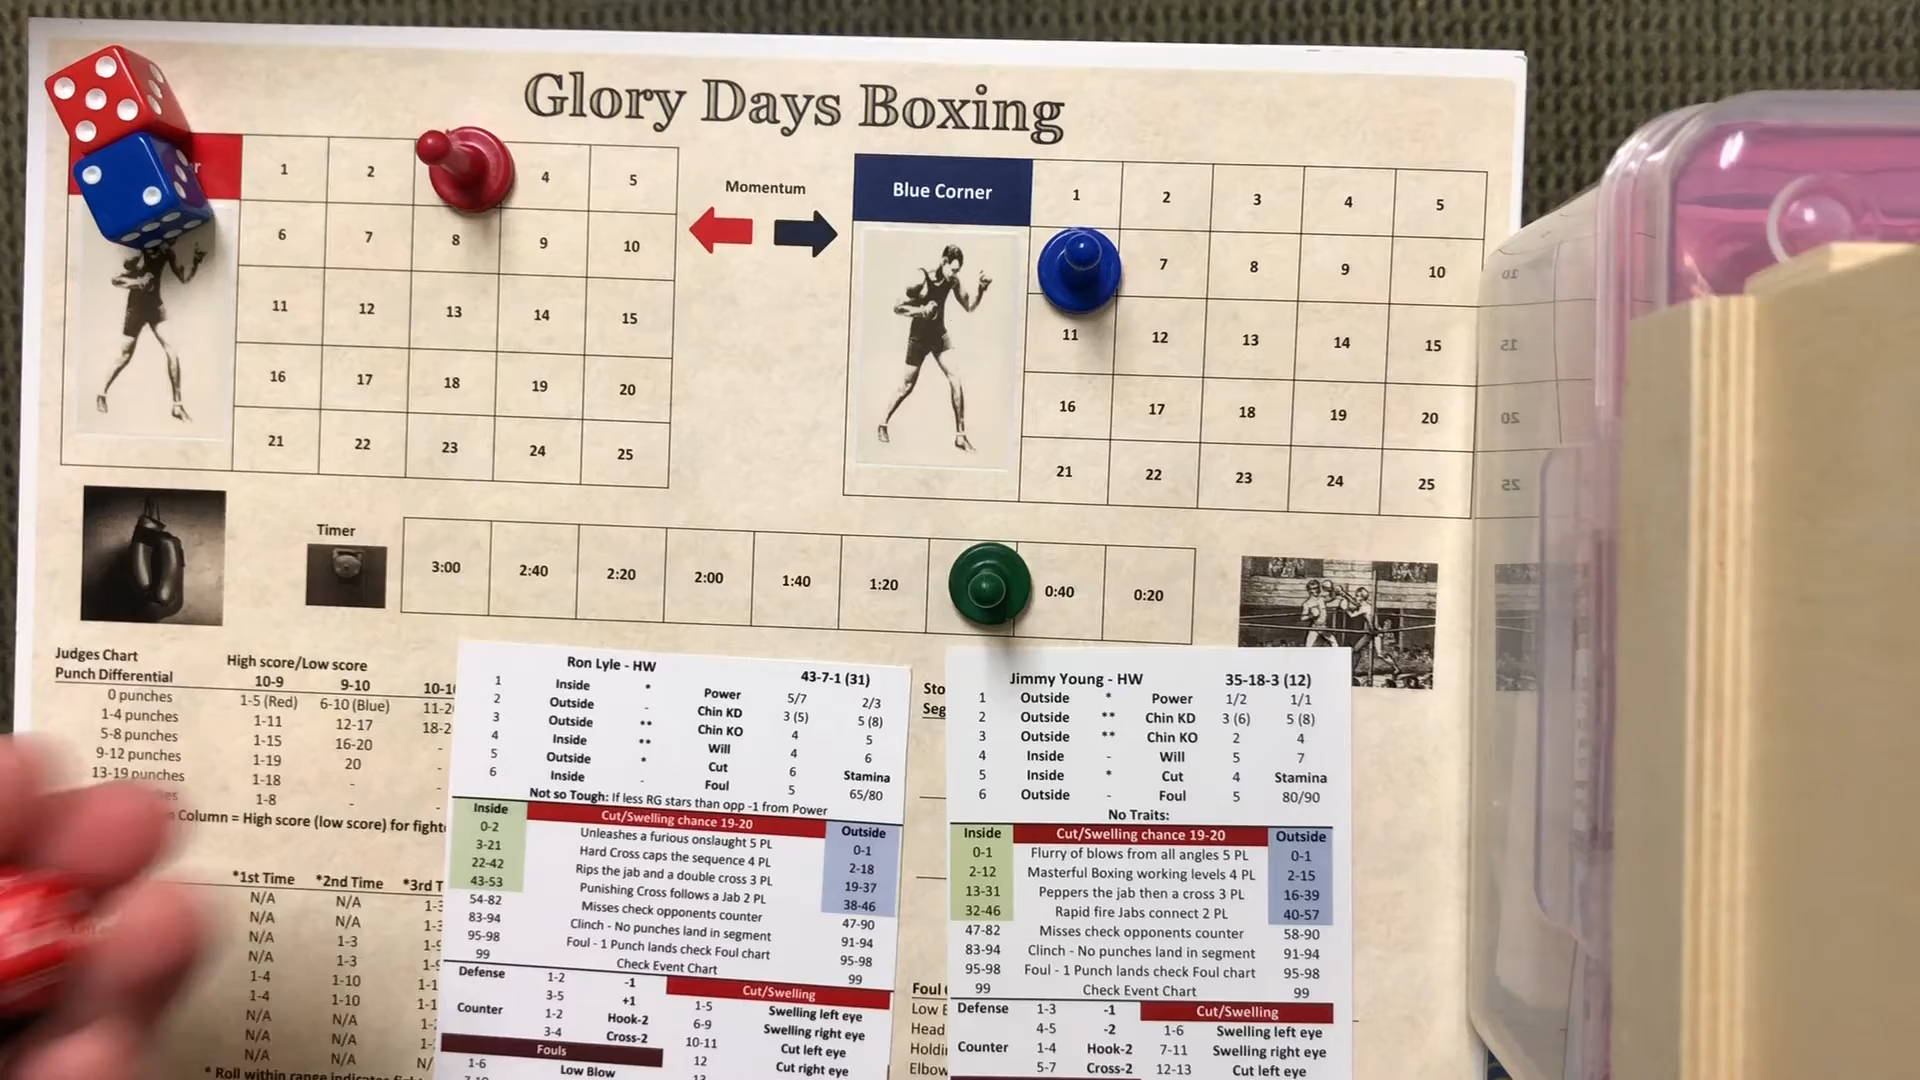 Glory Days Boxing
1 2 4 5
6 7 8 9 10
11 12 13 14 15
16 17 18 19 20
21 22 23 24 25
Momentum
Blue Corner
1 2 3 4 5
7 8 9 10
11 12 13 14 15
16 17 18 19 20
21 22 23 24 25
Timer
3:00 2:40 2:20 2:00 1:40 1:20 0:40 0:20
Judges Chart
Punch Differential
High score/Low score
10-9 9-10
0 punches 1-5 (Red) 6-10 (Blue)
1-4 punches 1-11 12-17
5-8 punches 1-15 16-20
9-12 punches 1-19 20 -
13-19 punches 1-18 - -
1-8 - -
Column = High score (low score) for
*1st Time *2nd Time
N/A N/A
N/A N/A
N/A 1-3
N/A 1-3
1-4 1-10
1-4 1-10
N/A N/A
N/A N/A
N/A N/A
* Roll within range
Ron Lyle - HW 43-7-1 (31)
1 Inside * Power 5/7 2/3
2 Outside - Chin KD 3 (5) 5 (8)
3 Outside ** Chin KO 4 5
4 Inside ** Will 4 6
5 Outside * Cut 6 Stamina
6 Inside - Foul 5 65/80
Not so Tough: If less RG stars than opp -1 from Power
Inside Cut/Swelling chance 19-20 Outside
0-2 Unleashes a furious onslaught 5 PL 0-1
3-21 Hard Cross caps the sequence 4 PL 2-18
22-42 Rips the jab and a double cross 3 PL 19-37
43-53 Punishing Cross follows a Jab 2 PL 38-46
54-82 Misses check opponents counter 47-90
83-94 Clinch - No punches land in segment 91-94
95-98 Foul - 1 Punch lands check Foul chart 95-98
99 Check Event Chart 99
Defense 1-2 -1 Cut/Swelling
3-5 +1 1-5 Swelling left eye
Counter 1-2 Hook-2 6-9 Swelling right eye
3-4 Cross-2 10-11 Cut left eye
Fouls 12 Cut right eye
1-6 Low Blow
Jimmy Young - HW 35-18-3 (12)
1 Outside * Power 1/2 1/1
2 Outside ** Chin KD 3 (6) 5 (8)
3 Outside ** Chin KO 2 4
4 Inside - Will 5 7
5 Inside * Cut 4 Stamina
6 Outside - Foul 5 80/90
No Traits:
Inside Cut/Swelling chance 19-20 Outside
0-1 Flurry of blows from all angles 5 PL 0-1
2-12 Masterful Boxing working levels 4 PL 2-15
13-31 Peppers the jab then a cross 3 PL 16-39
32-46 Rapid fire Jabs connect 2 PL 40-57
47-82 Misses check opponents counter 58-90
83-94 Clinch - No punches land in segment 91-94
95-98 Foul - 1 Punch lands check Foul chart 95-98
99 Check Event Chart 99
Defense 1-3 -1 Cut/Swelling
4-5 -2 1-6 Swelling left eye
Counter 1-4 Hook-2 7-11 Swelling right eye
5-7 Cross-2 12-13 Cut left eye
Low
Head
Elbow